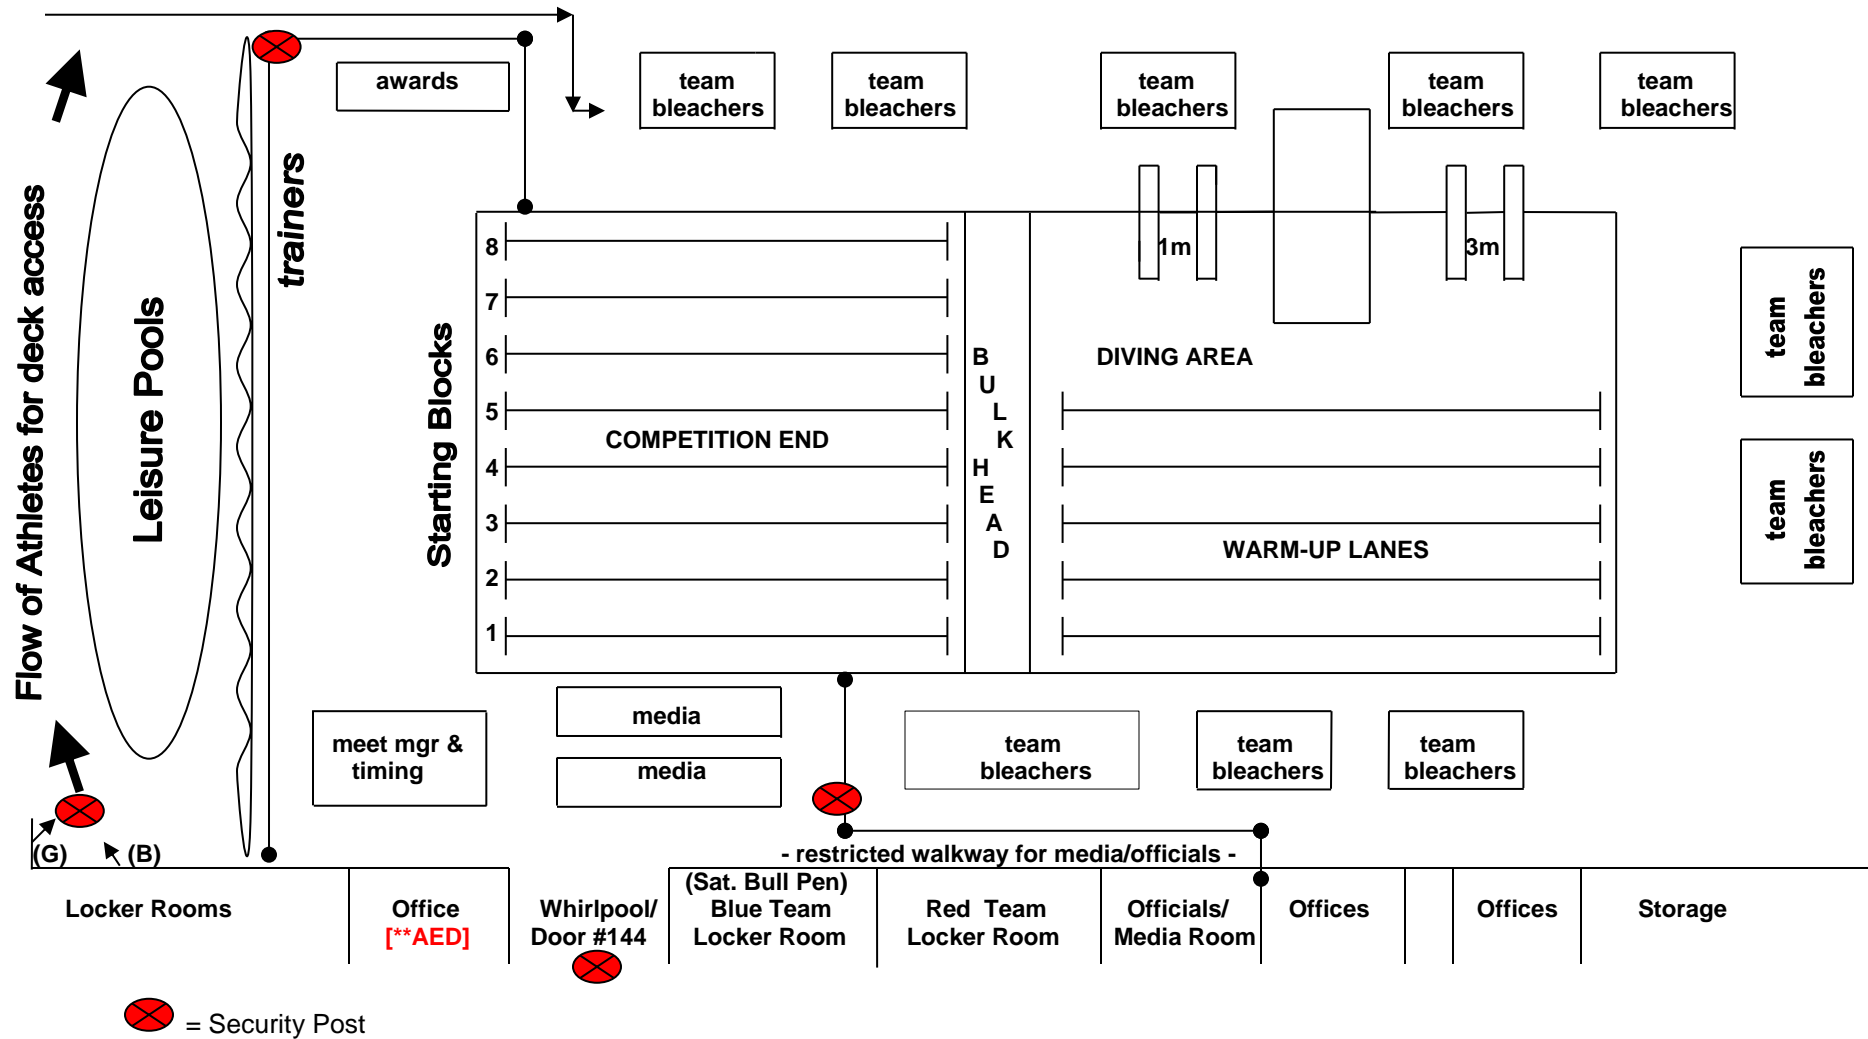 awards
team
bleachers
team
bleachers
team
bleachers
team
bleachers
team
bleachers
Flow of Athletes for deck access
Leisure Pools
trainers
Starting Blocks
8
7
6
5
4
3
2
1
COMPETITION END
B
U
L
K
H
E
A
D
1m
3m
DIVING AREA
WARM-UP LANES
team
bleachers
team
bleachers
meet mgr &
timing
media
media
team
bleachers
team
bleachers
team
bleachers
(G)
(B)
- restricted walkway for media/officials -
Locker Rooms
Office
[**AED]
Whirlpool/
Door #144
(Sat. Bull Pen)
Blue Team
Locker Room
Red Team
Locker Room
Officials/
Media Room
Offices
Offices
Storage
= Security Post